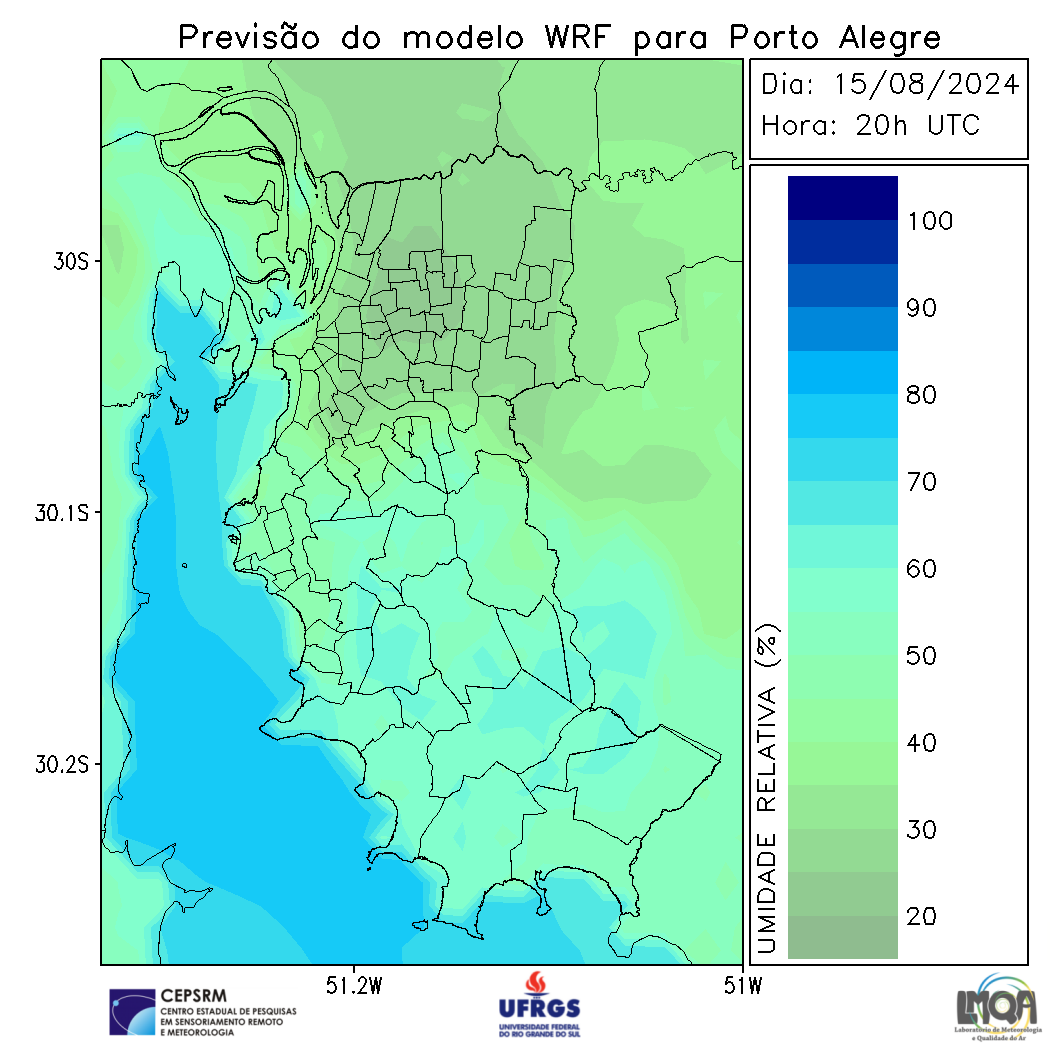 Previsão do modelo WRF para Porto Alegre
Dia: 15/08/2024
Hora: 20h UTC
30S
30.1S
30.2S
51.2W
51W
100
90
80
70
60
50
40
30
20
UMIDADE RELATIVA (%)
CEPSRM
CENTRO ESTADUAL DE PESQUISAS
EM SENSORIAMENTO REMOTO
E METEOROLOGIA
UFRGS
UNIVERSIDADE FEDERAL
DO RIO GRANDE DO SUL
LMQA
Laboratório de Meteorologia
e Qualidade do Ar